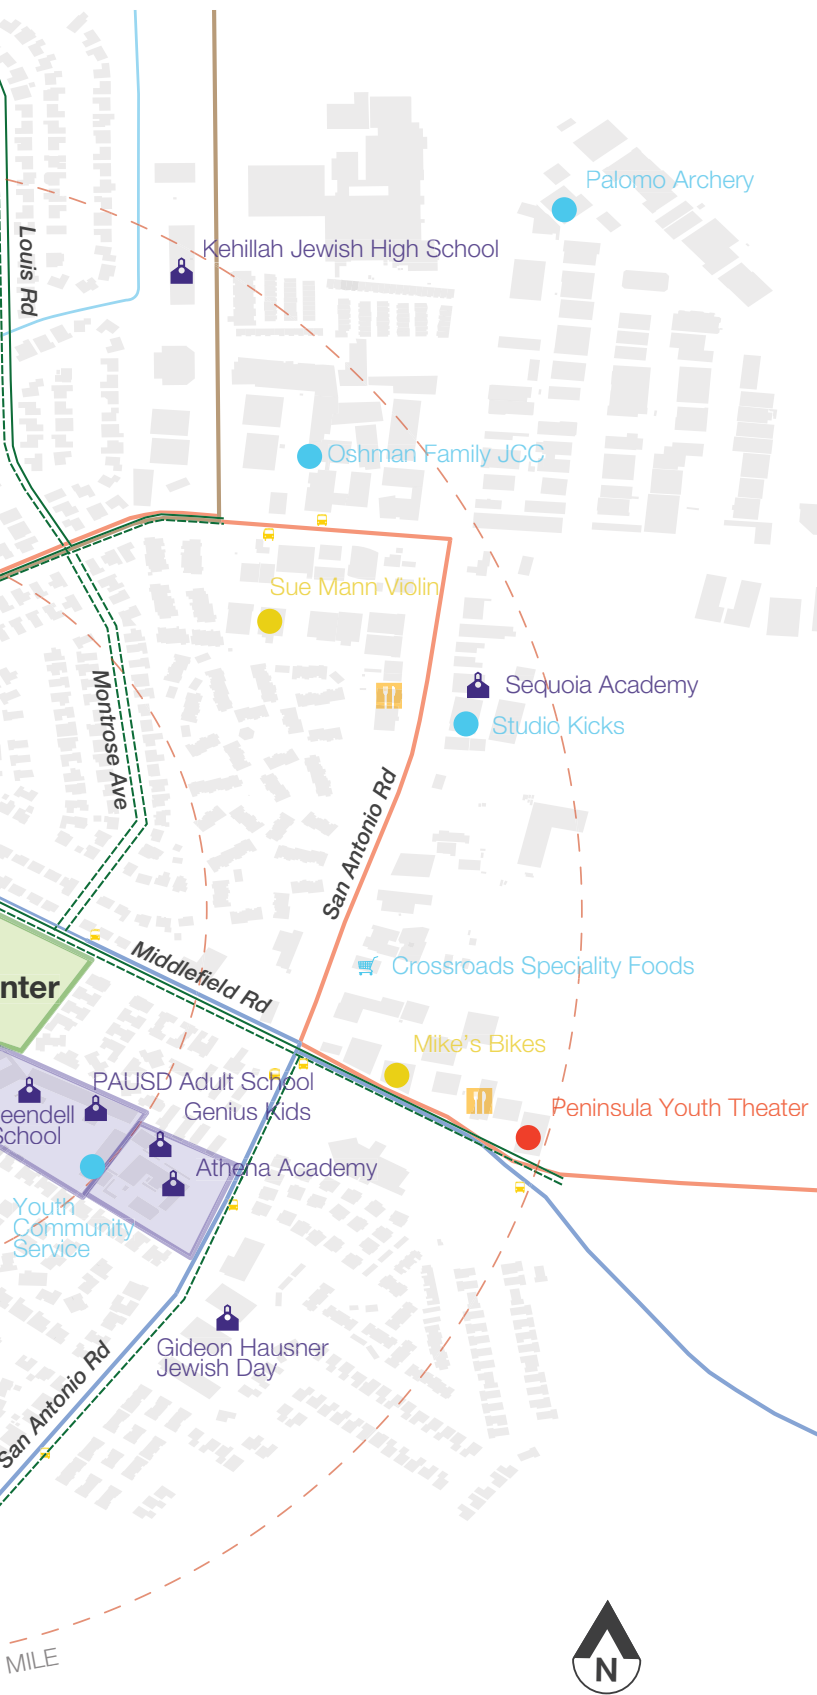 Palomo Archery
Louis Rd
Kehillah Jewish High School
Oshman Family JCC
Sue Mann Violin
Sequoia Academy
Montrose Ave
Studio Kicks
San Antonio Rd
Middlefield Rd
Crossroads Speciality Foods
nter
Mike's Bikes
PAUSD Adult School
Genius Kids
Peninsula Youth Theater
eendell
School
Athena Academy
Youth
Community
Service
Gideon Hausner
Jewish Day
San Antonio Rd
MILE
N